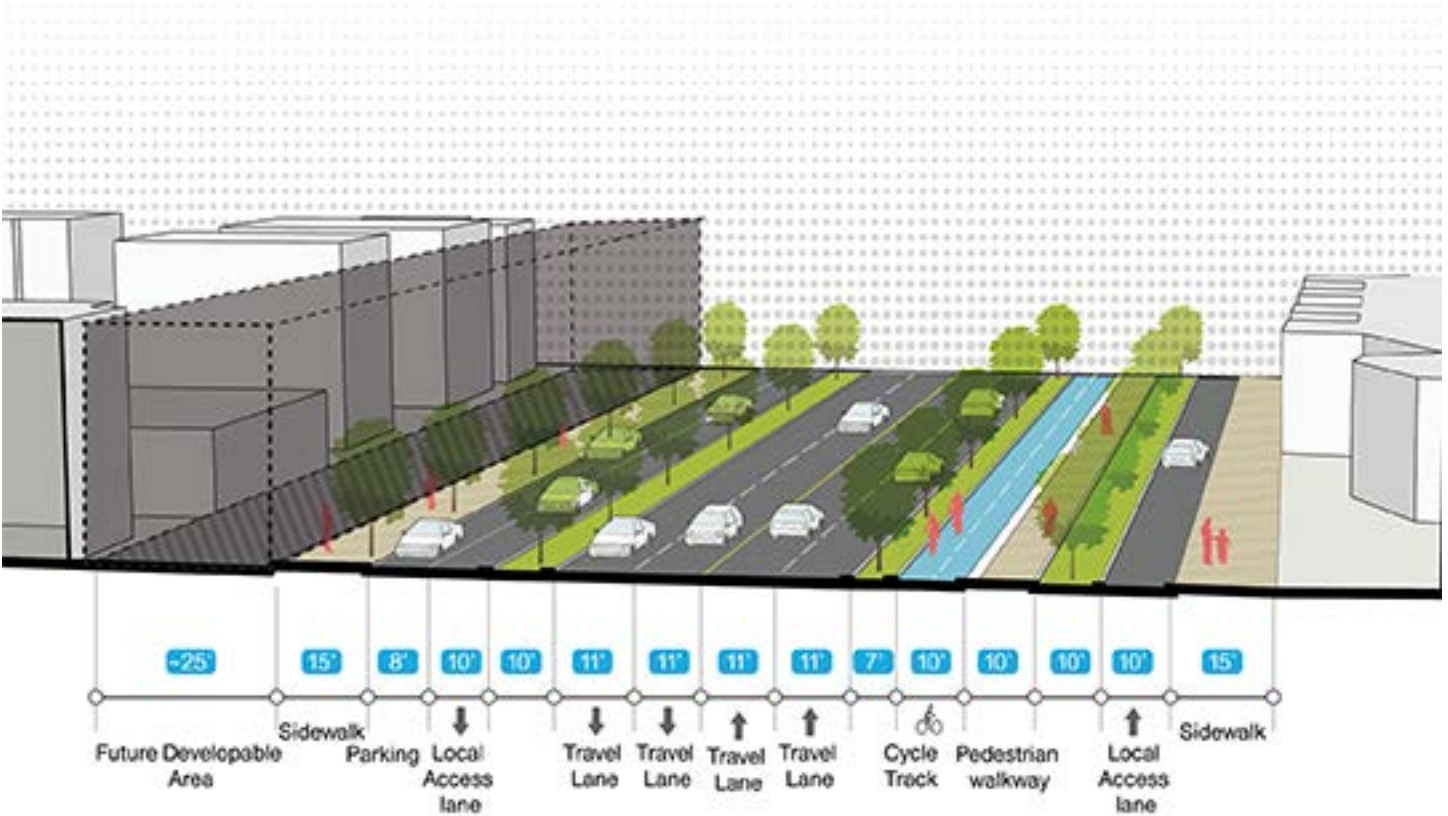 ~25' 15' 8' 10' 10' 11' 11' 11' 11' 7' 10' 10' 10' 10' 15'
Future Developable
Area
Sidewalk
Parking
Local
Access
lane
Travel
Lane
Travel
Lane
Travel
Lane
Travel
Lane
Cycle
Track
Pedestrian
walkway
Local
Access
lane
Sidewalk